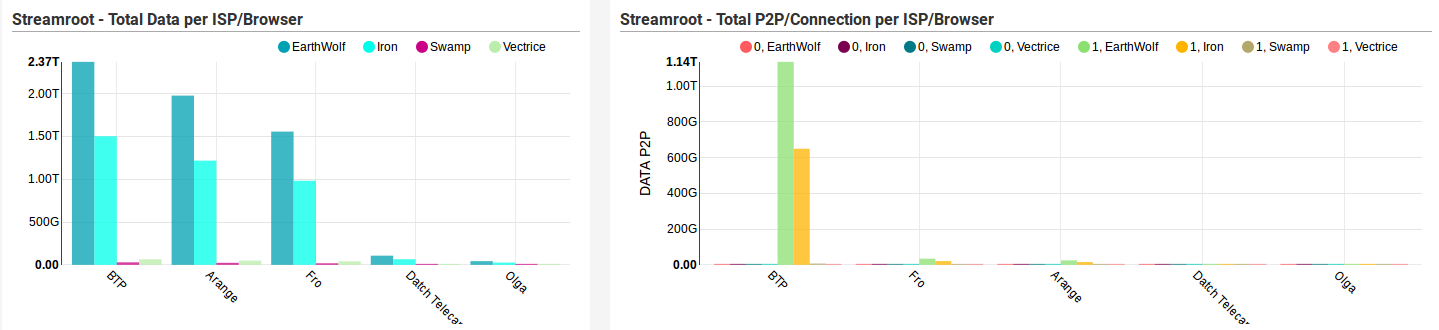 Streamroot - Total Data per ISP/Browser
EarthWolf Iron Swamp Vectrice
2.37T
2.00T
1.50T
1.00T
500G
0.00
BTP Arange Fro Datch Telecar Olga
Streamroot - Total P2P/Connection per ISP/Browser
0, EarthWolf 0, Iron 0, Swamp 0, Vectrice 1, EarthWolf 1, Iron 1, Swamp 1, Vectrice
1.14T
1.00T
800G
600G
400G
200G
0.00
DATA P2P
BTP Fro Arange Datch Telecar Olga